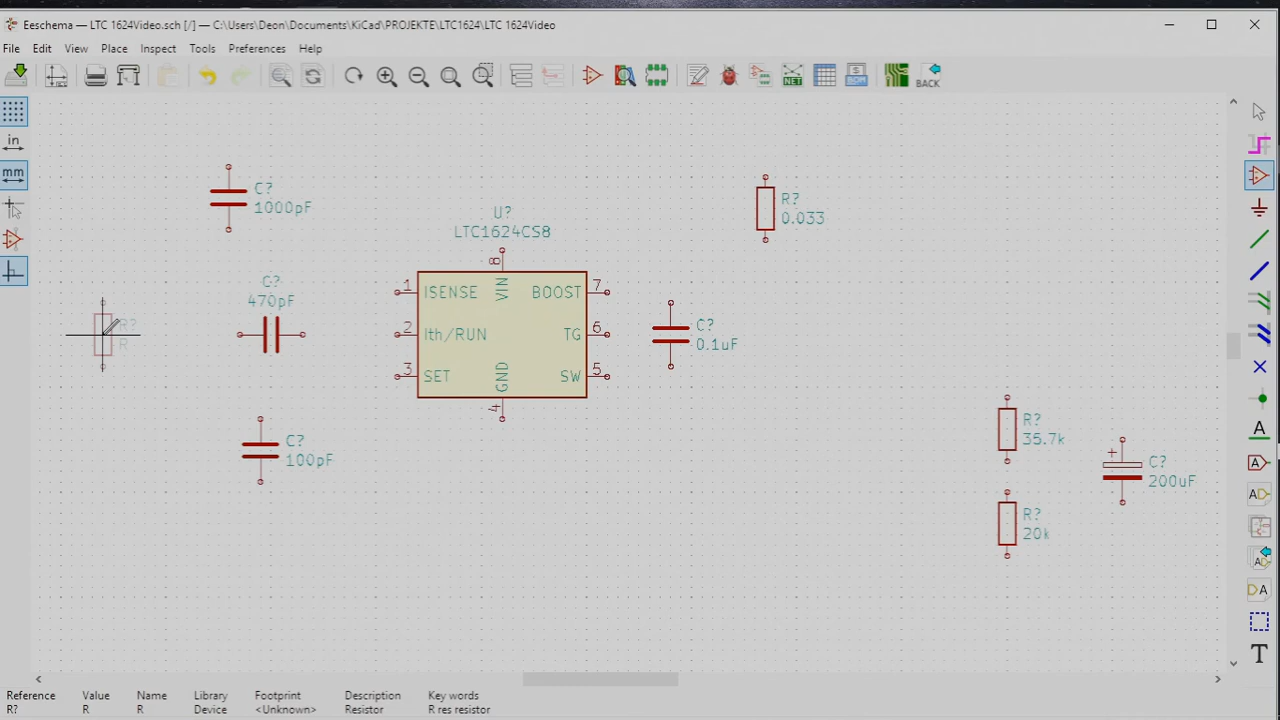 Eeschema — LTC 1624Video.sch [/] — C:\Users\Deon\Documents\KiCad\PROJEKTE\LTC1624\LTC 1624Video
File Edit View Place Inspect Tools Preferences Help
NET
BACK
in
mm
C?
1000pF
U?
LTC1624CS8
R?
0.033
C?
470pF
1 ISENSE
8 VIN
BOOST 7
2 Ith/RUN
TG 6
3 SET
GND 4
SW 5
R?
R
C?
0.1uF
C?
100pF
R?
35.7k
+
C?
200uF
R?
20k
A
A
A
A
A
T
Reference Value Name Library Footprint Description Key words
R? R R Device <Unknown> Resistor R res resistor